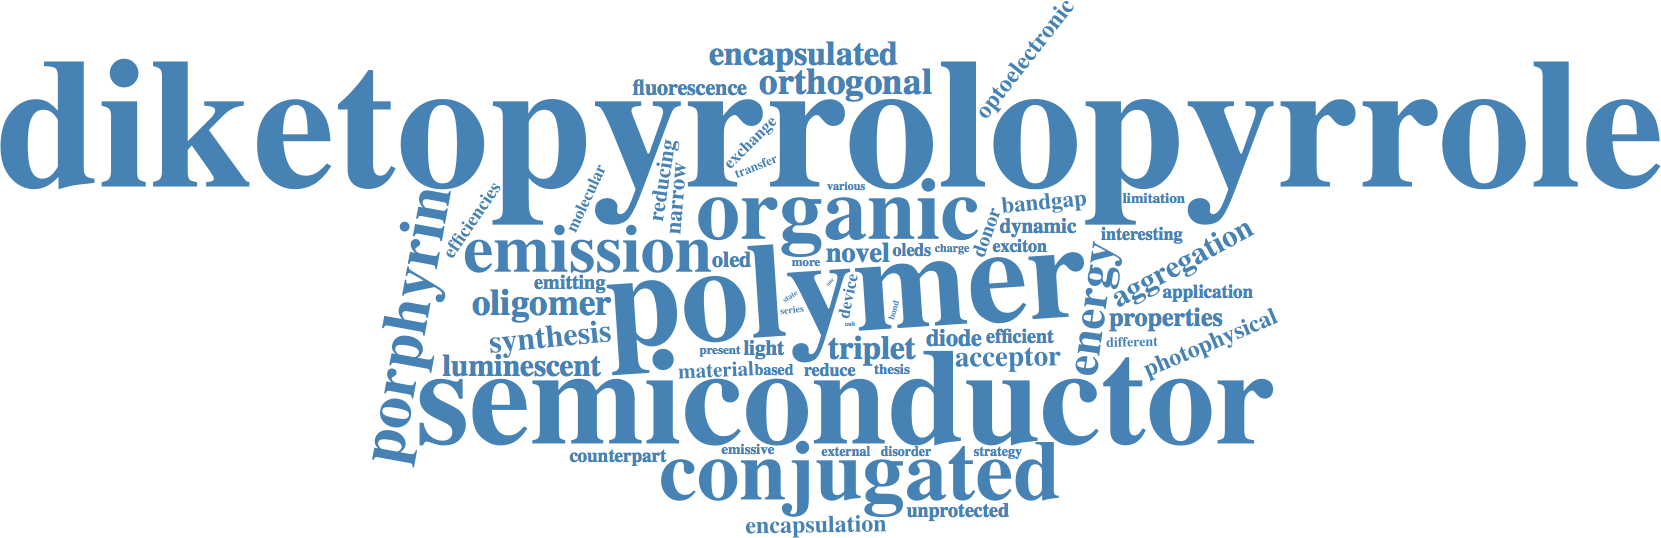 optoelectronic
encapsulated
fluorescence
orthogonal
diketopyrrolopyrrole
exchange
transfer
reducing
narrow
molecular
efficiencies
various
porphyrin
organic
donor
bandgap
limitation
dynamic
interesting
emission
oled
more
novel
oleds
charge
exciton
aggregation
emitting
polymer
energy
application
oligomer
state
series
device
bond
unit
properties
synthesis
present
light
triplet
diode
efficient
different
photophysical
luminescent
material
based
reduce
thesis
acceptor
semiconductor
counterpart
emissive
external
disorder
strategy
conjugated
unprotected
encapsulation